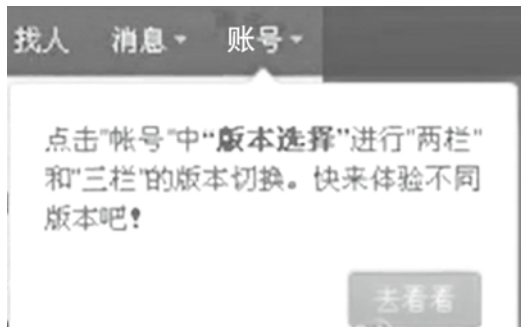 找人 消息 账号
点击"帐号"中“版本选择”进行"两栏"
和"三栏"的版本切换。快来体验不同
版本吧！
去看看